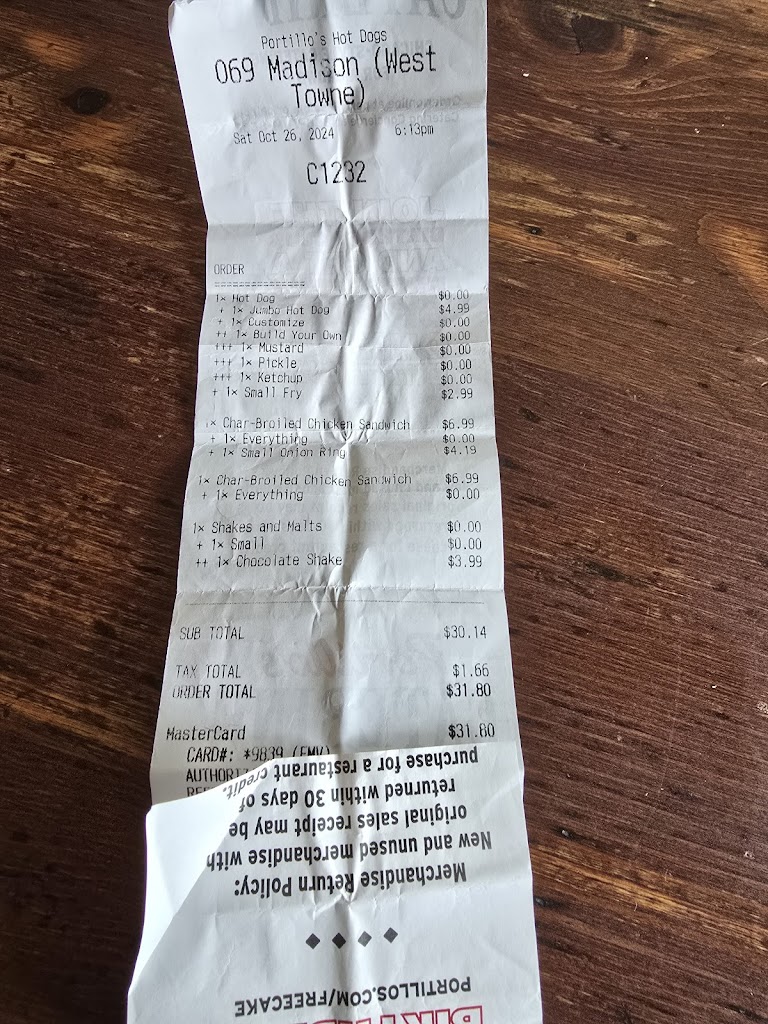 Portillo's Hot Dogs
069 Madison (West
Towne)
Sat Oct 26, 2024 6:13pm
C1232
ORDER
===============
1x Hot Dog $0.00
+ 1x Jumbo Hot Dog $4.99
+ 1x Customize $0.00
++ 1x Build Your Own $0.00
+++ 1x Mustard $0.00
+++ 1x Pickle $0.00
+++ 1x Ketchup $0.00
+ 1x Small Fry $2.99
1x Char-Broiled Chicken Sandwich $6.99
+ 1x Everything $0.00
+ 1x Small Onion Ring $4.19
1x Char-Broiled Chicken Sandwich $6.99
+ 1x Everything $0.00
1x Shakes and Malts $0.00
+ 1x Small $0.00
++ 1x Chocolate Shake $3.99
SUB TOTAL $30.14
TAX TOTAL $1.66
ORDER TOTAL $31.80
MasterCard $31.80
CARD#: *9839 (EMV)
Merchandise Return Policy:
New and unused merchandise with
original sales receipt may be
returned within 30 days of
purchase for a restaurant credit.
PORTILLOS.COM/FREECAKE